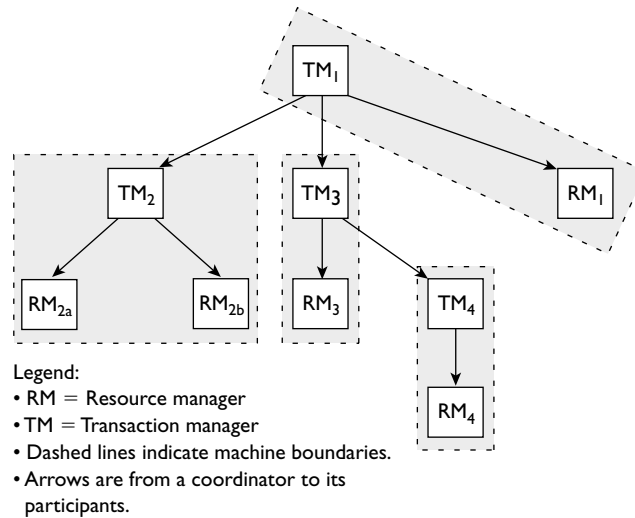 TM₁
TM₂ TM₃ RM₁
RM₂ₐ RM₂b RM₃ TM₄
RM₄
Legend:
• RM = Resource manager
• TM = Transaction manager
• Dashed lines indicate machine boundaries.
• Arrows are from a coordinator to its
participants.